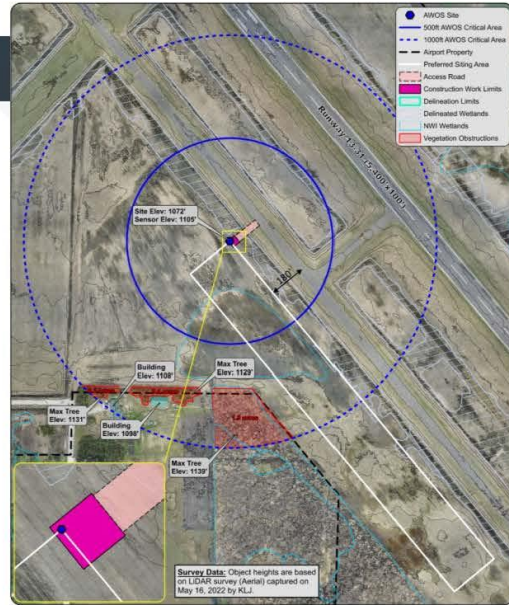 AWOS Site
500ft AWOS Critical Area
1000ft AWOS Critical Area
Airport Property
Preferred Siting Area
Access Road
Construction Work Limits
Delineation Limits
Delineated Wetlands
NWI Wetlands
Vegetation Obstructions
Site Elev: 1072'
Sensor Elev: 1105'
180'
Building
Elev: 1108'
Max Tree
Elev: 1129'
Max Tree
Elev: 1131'
Building
Elev: 1098'
Max Tree
Elev: 1139'
Survey Data: Object heights are based
on LiDAR survey (Aerial) captured on
May 16, 2022 by KLJ.